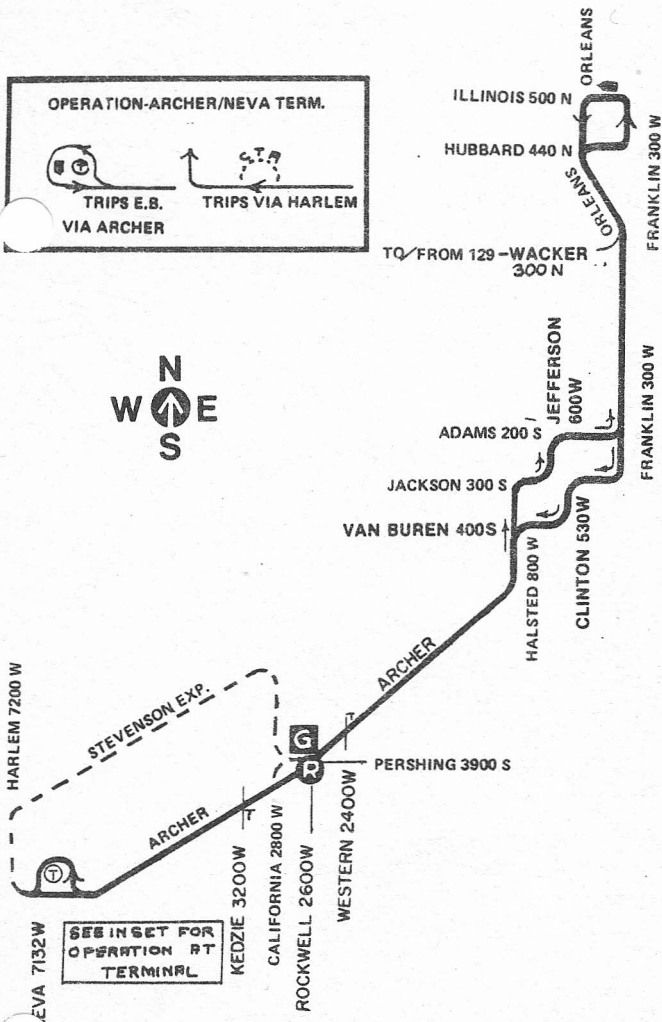 OPERATION-ARCHER/NEVA TERM.
T
TRIPS E.B.
VIA ARCHER
C.T.A
TRIPS VIA HARLEM
ORLEANS
ILLINOIS 500 N
HUBBARD 440 N
FRANKLIN 300 W
ORLEANS
TO/FROM 129-WACKER
300 N
N
W E
S
JEFFERSON
600W
ADAMS 200 S
FRANKLIN 300 W
JACKSON 300 S
VAN BUREN 400S
CLINTON 530W
HALSTED 800 W
ARCHER
HARLEM 7200 W
STEVENSON EXP.
G
T
R
PERSHING 3900 S
ARCHER
T
T
KEDZIE 3200W
CALIFORNIA 2800 W
ROCKWELL 2600W
WESTERN 2400W
SEE INSET FOR
OPERATION AT
TERMINAL
EVA 7132W